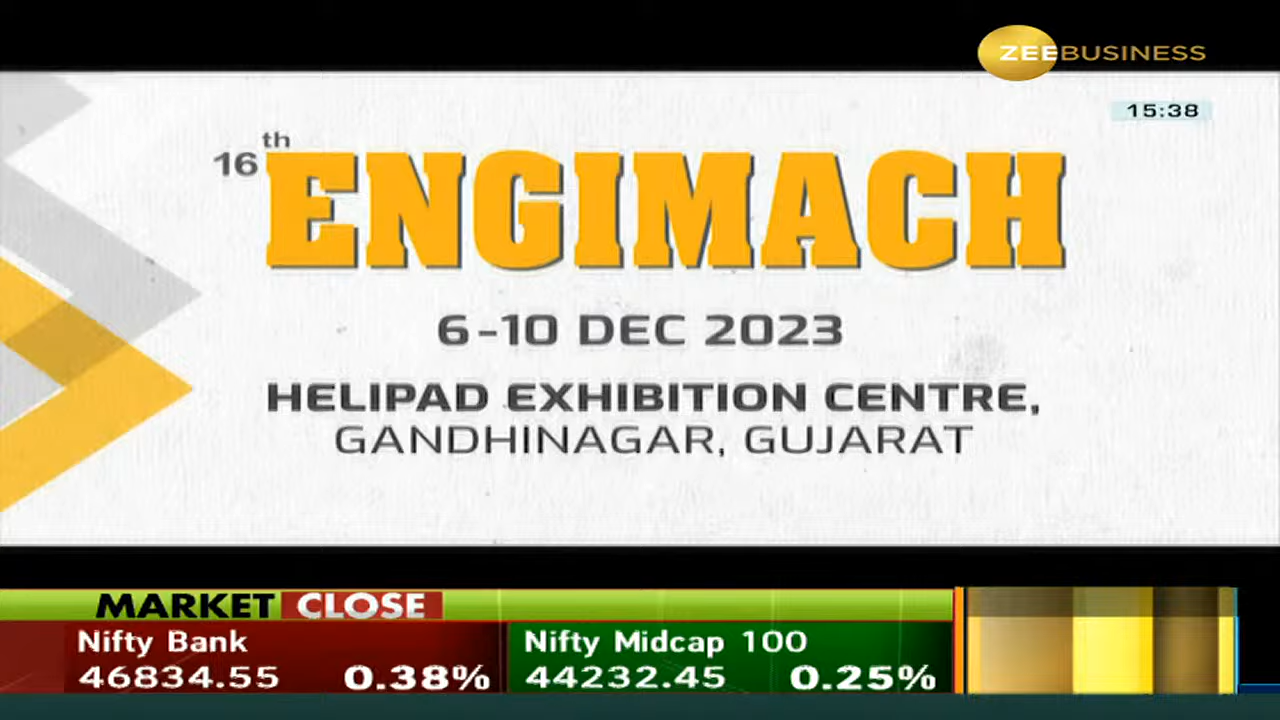 ZEEBUSINESS
15:38
16th ENGIMACH
6-10 DEC 2023
HELIPAD EXHIBITION CENTRE,
GANDHINAGAR, GUJARAT
MARKET CLOSE
Nifty Bank
46834.55 0.38%
Nifty Midcap 100
44232.45 0.25%